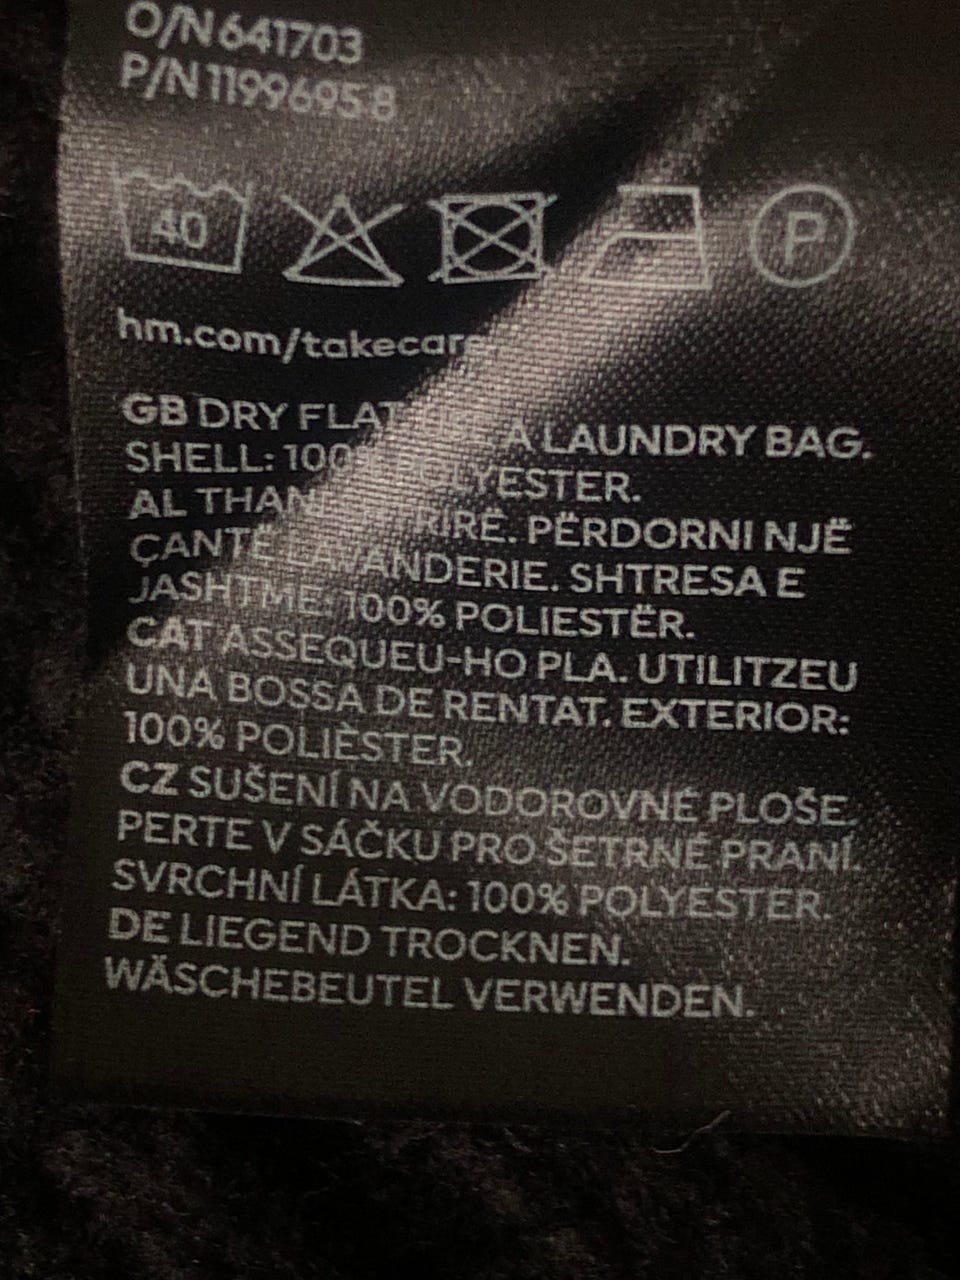 O/N 641703
P/N 1199695 8
40
P
hm.com/takecare
GB DRY FLAT. A LAUNDRY BAG.
SHELL: 100% POLYESTER.
AL THANI RIRË. PËRDORNI NJË
ÇANTË LAVANDERIE. SHTRESA E
JASHTME: 100% POLIESTËR.
CAT ASSEQUEU-HO PLA. UTILITZEU
UNA BOSSA DE RENTAT. EXTERIOR:
100% POLIÈSTER.
CZ SUŠENÍ NA VODOROVNÉ PLOŠE.
PERTE V SÁČKU PRO ŠETRNÉ PRANÍ.
SVRCHNÍ LÁTKA: 100% POLYESTER.
DE LIEGEND TROCKNEN.
WÄSCHEBEUTEL VERWENDEN.